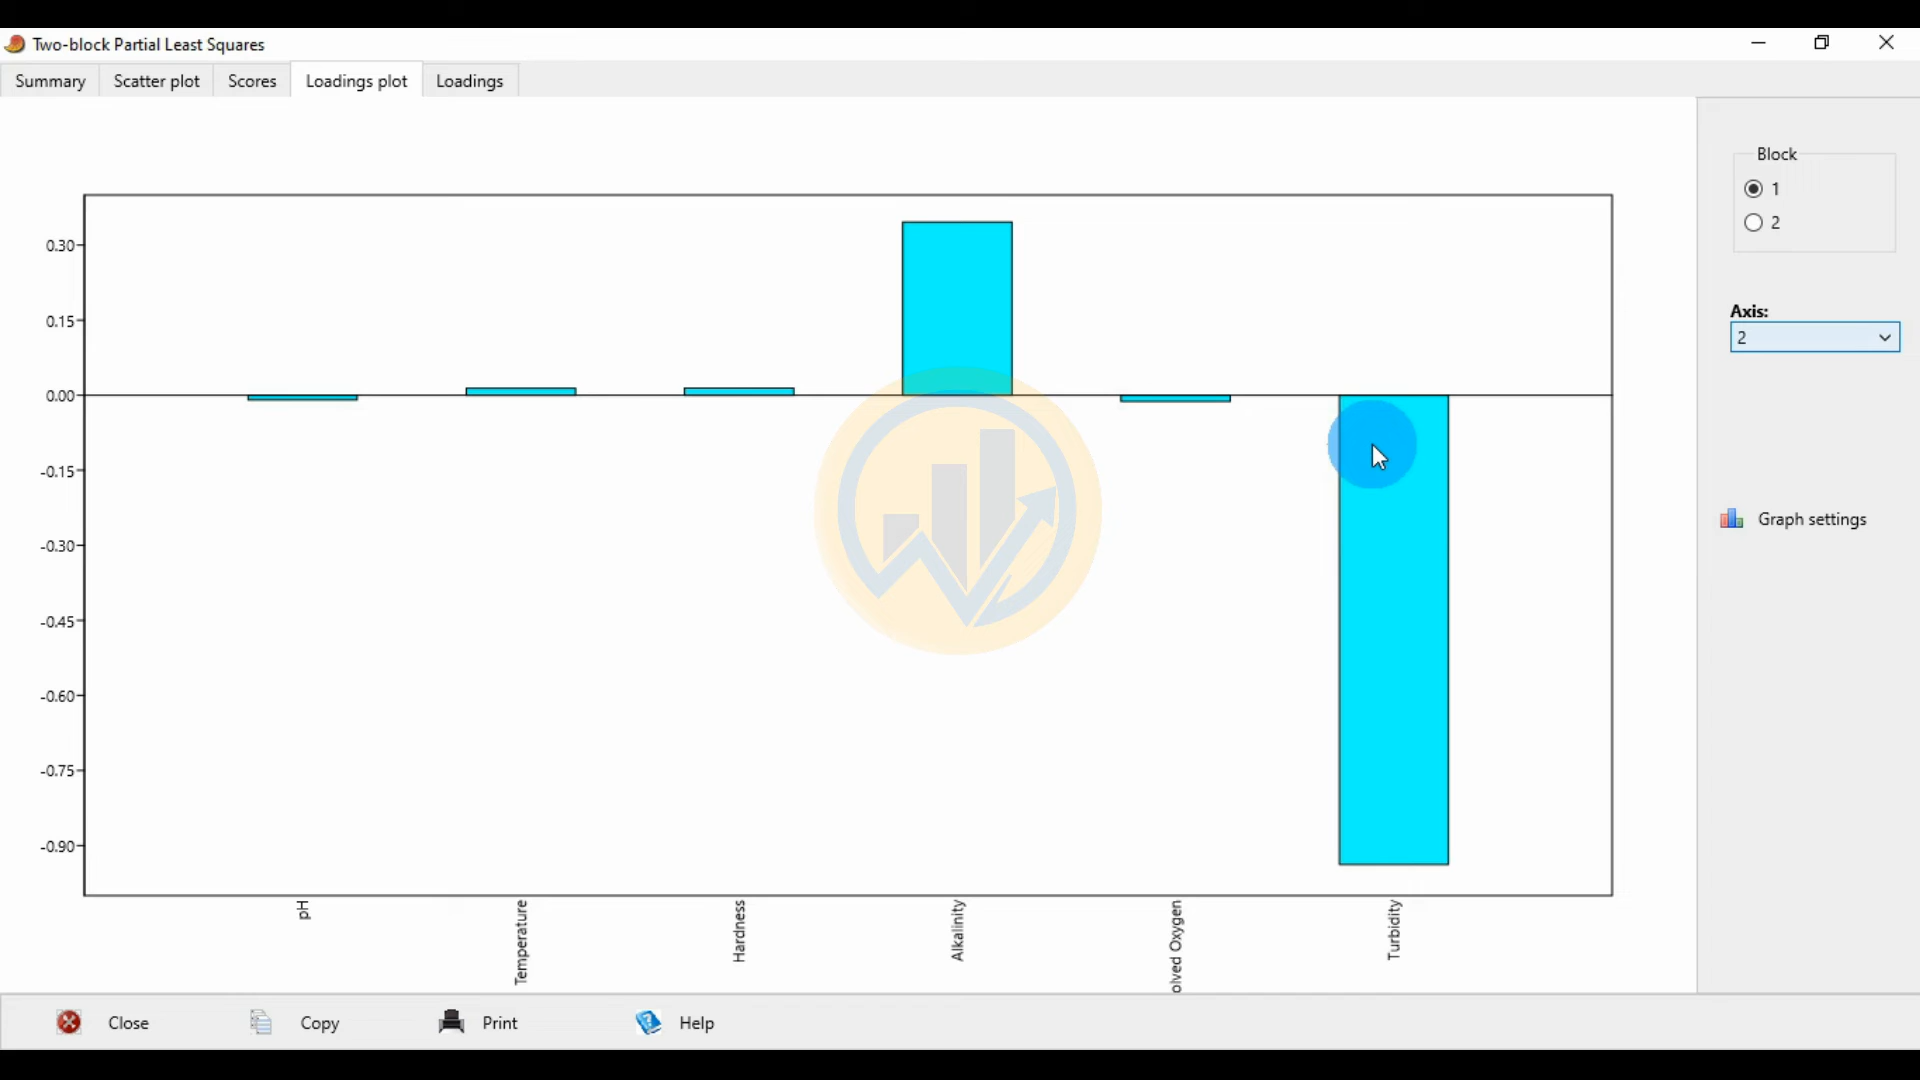 Two-block Partial Least Squares
Summary Scatter plot Scores Loadings plot Loadings
Block
1
2
Axis:
2
Graph settings
0.30
0.15
0.00
-0.15
-0.30
-0.45
-0.60
-0.75
-0.90
pH
Temperature
Hardness
Alkalinity
olved Oxygen
Turbidity
Close Copy Print Help